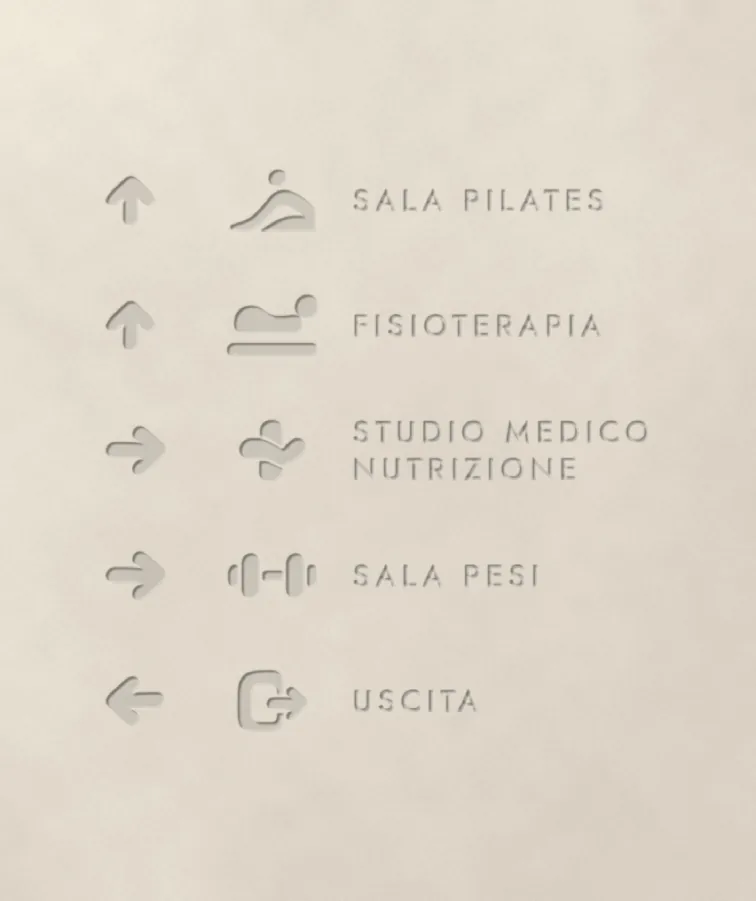 SALA PILATES
FISIOTERAPIA
STUDIO MEDICO
NUTRIZIONE
SALA PESI
USCITA